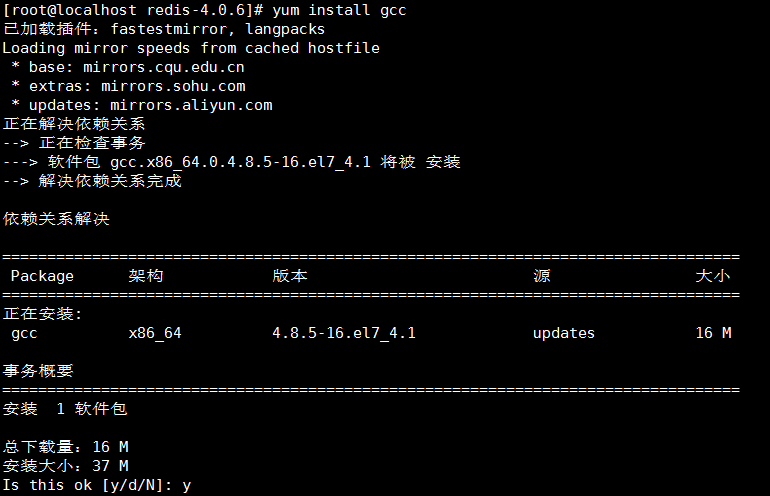 [root@localhost redis-4.0.6]# yum install gcc
已加载插件：fastestmirror, langpacks
Loading mirror speeds from cached hostfile
 * base: mirrors.cqu.edu.cn
 * extras: mirrors.sohu.com
 * updates: mirrors.aliyun.com
正在解决依赖关系
--> 正在检查事务
---> 软件包 gcc.x86_64.0.4.8.5-16.el7_4.1 将被 安装
--> 解决依赖关系完成

依赖关系解决

================================================================================
 Package      架构            版本                         源                大小
================================================================================
正在安装:
 gcc          x86_64          4.8.5-16.el7_4.1             updates           16 M

事务概要
================================================================================
安装  1 软件包

总下载量：16 M
安装大小：37 M
Is this ok [y/d/N]: y